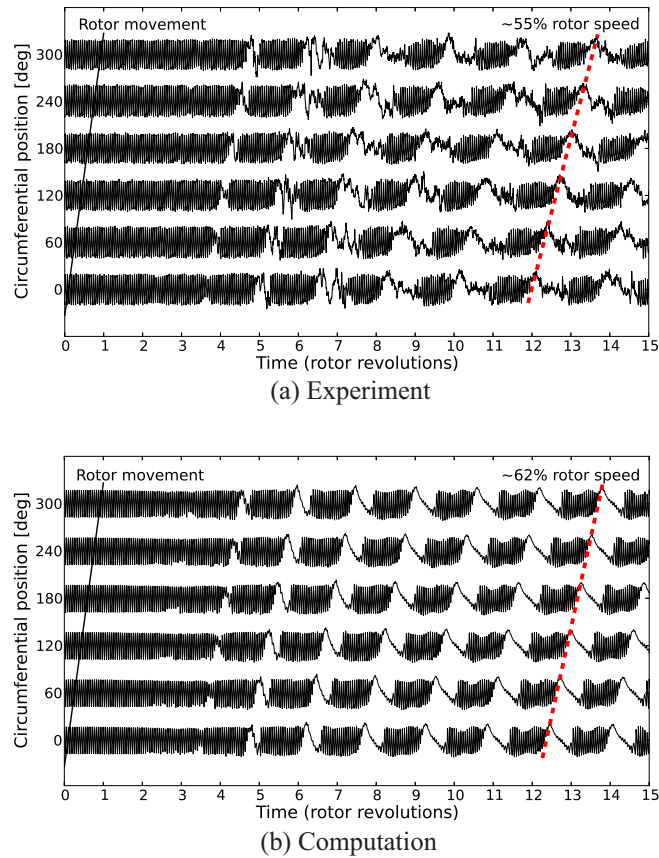 Rotor movement
~55% rotor speed
300
240
180
120
60
0
Circumferential position [deg]
0 1 2 3 4 5 6 7 8 9 10 11 12 13 14 15
Time (rotor revolutions)
(a) Experiment
Rotor movement
~62% rotor speed
300
240
180
120
60
0
Circumferential position [deg]
0 1 2 3 4 5 6 7 8 9 10 11 12 13 14 15
Time (rotor revolutions)
(b) Computation